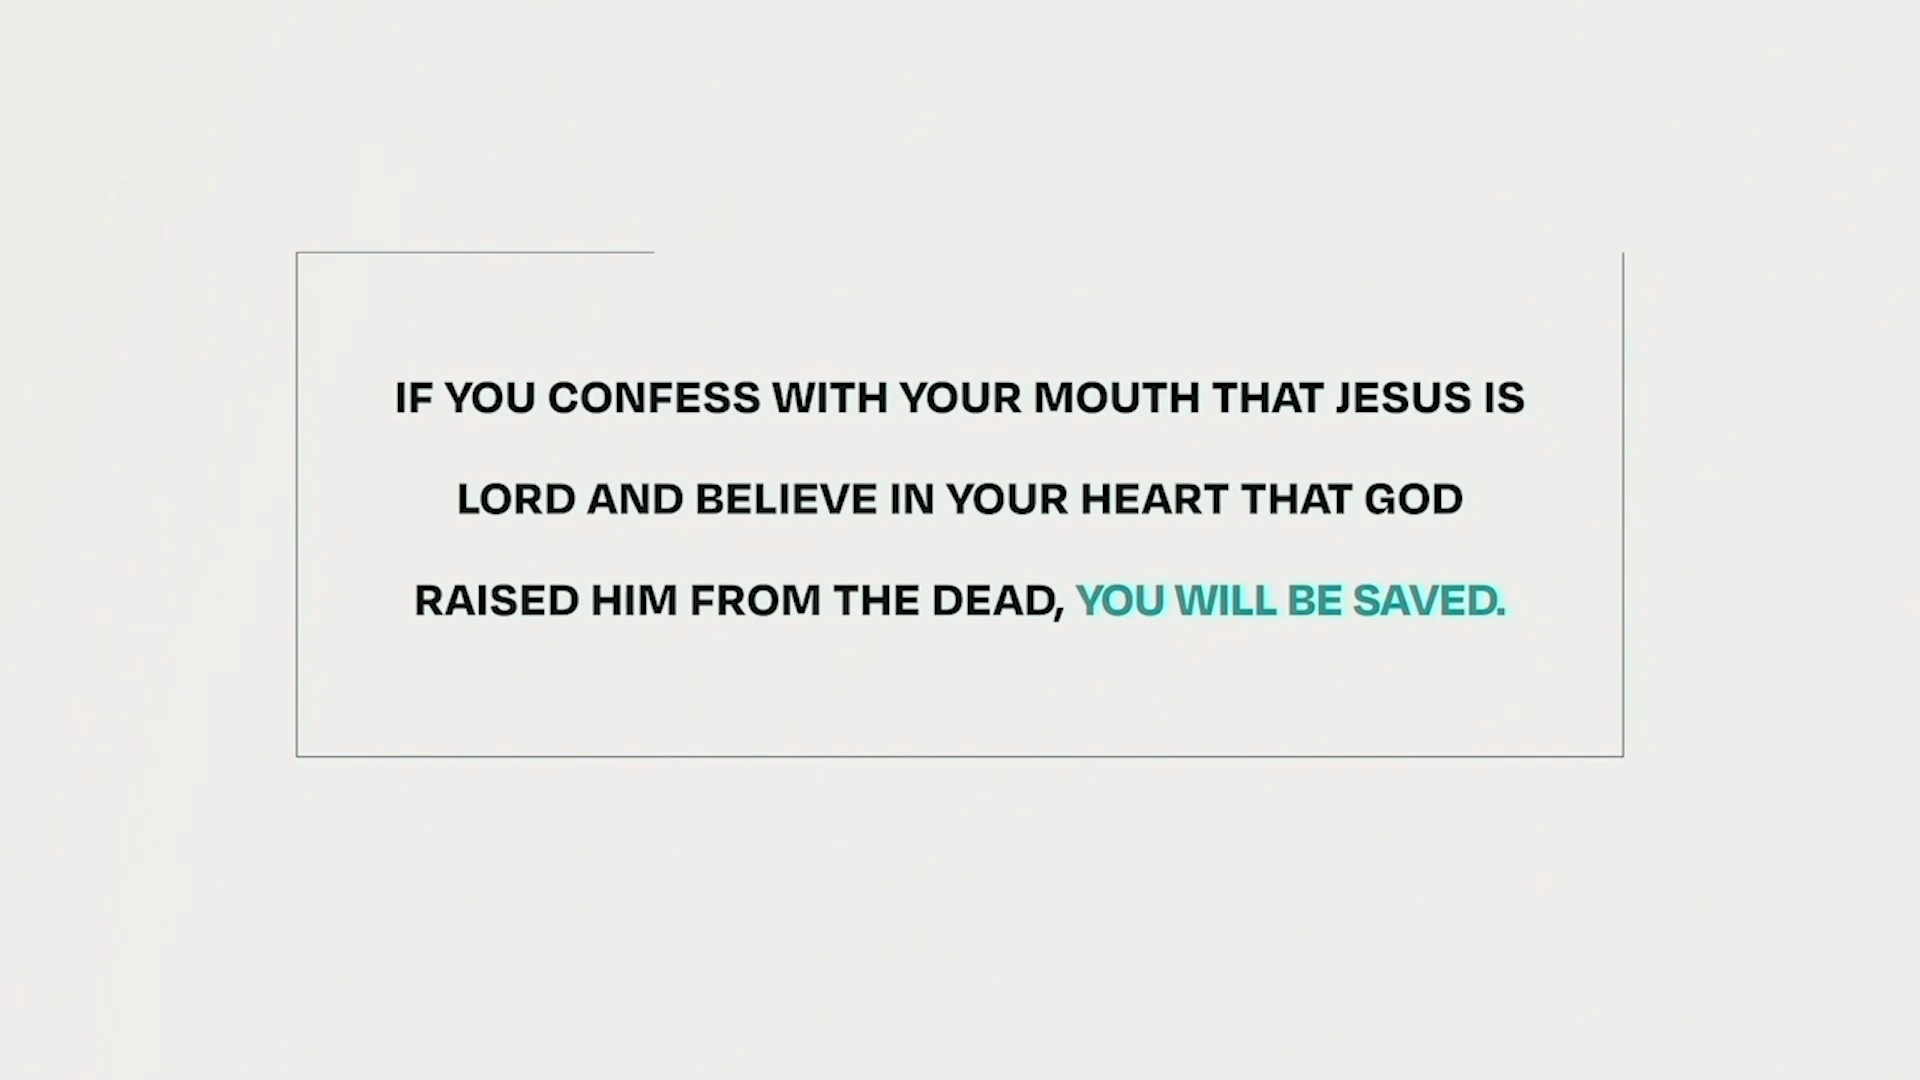 IF YOU CONFESS WITH YOUR MOUTH THAT JESUS IS
LORD AND BELIEVE IN YOUR HEART THAT GOD
RAISED HIM FROM THE DEAD, YOU WILL BE SAVED.